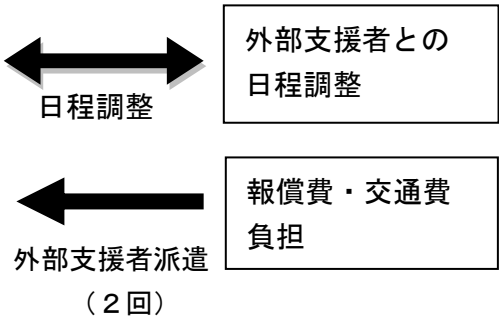 外部支援者との
日程調整
日程調整
報償費・交通費
負担
外部支援者派遣
（２回）